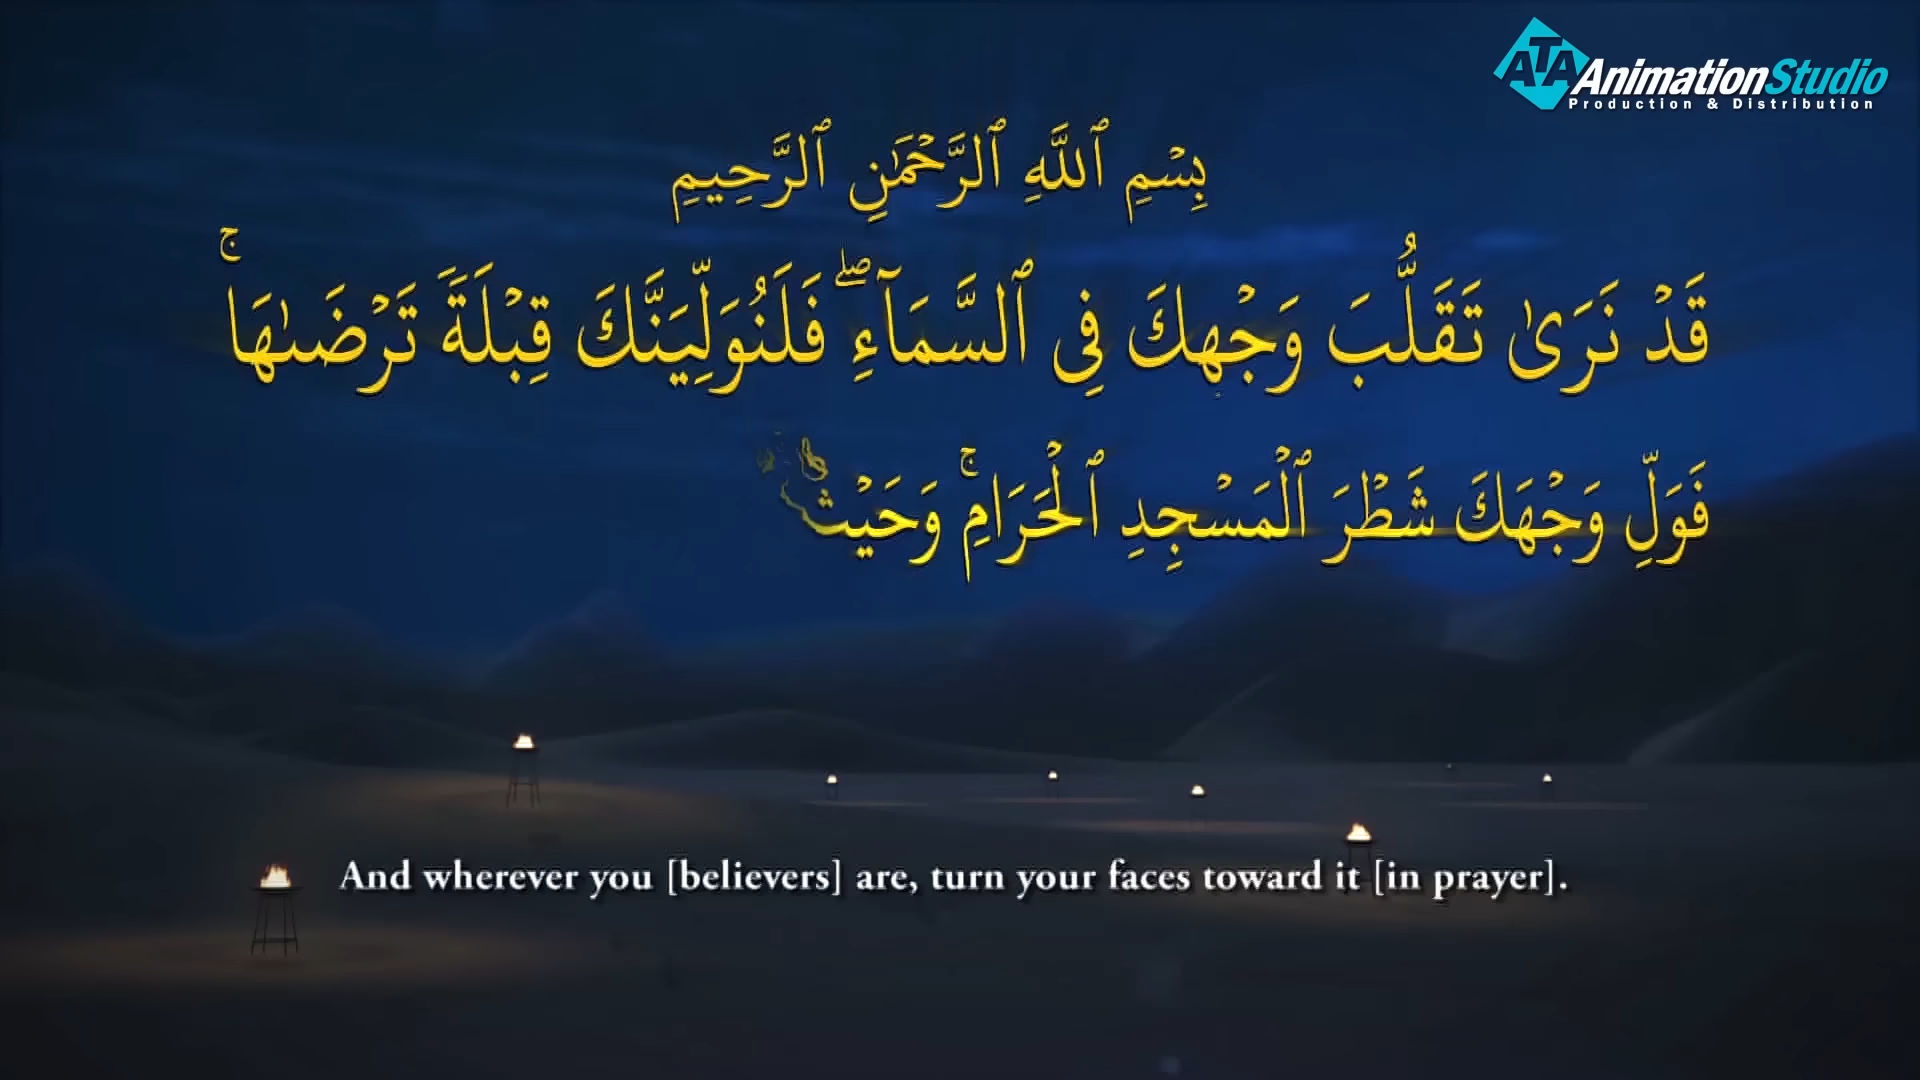 ATA AnimationStudio
Production & Distribution
بِسْمِ ٱللَّهِ ٱلرَّحْمَٰنِ ٱلرَّحِيمِ
قَدْ نَرَىٰ تَقَلُّبَ وَجْهِكَ فِى ٱلسَّمَآءِ ۖ فَلَنُوَلِّيَنَّكَ قِبْلَةً تَرْضَىٰهَا ۚ
فَوَلِّ وَجْهَكَ شَطْرَ ٱلْمَسْجِدِ ٱلْحَرَامِ ۚ وَحَيْثُ
And wherever you [believers] are, turn your faces toward it [in prayer].